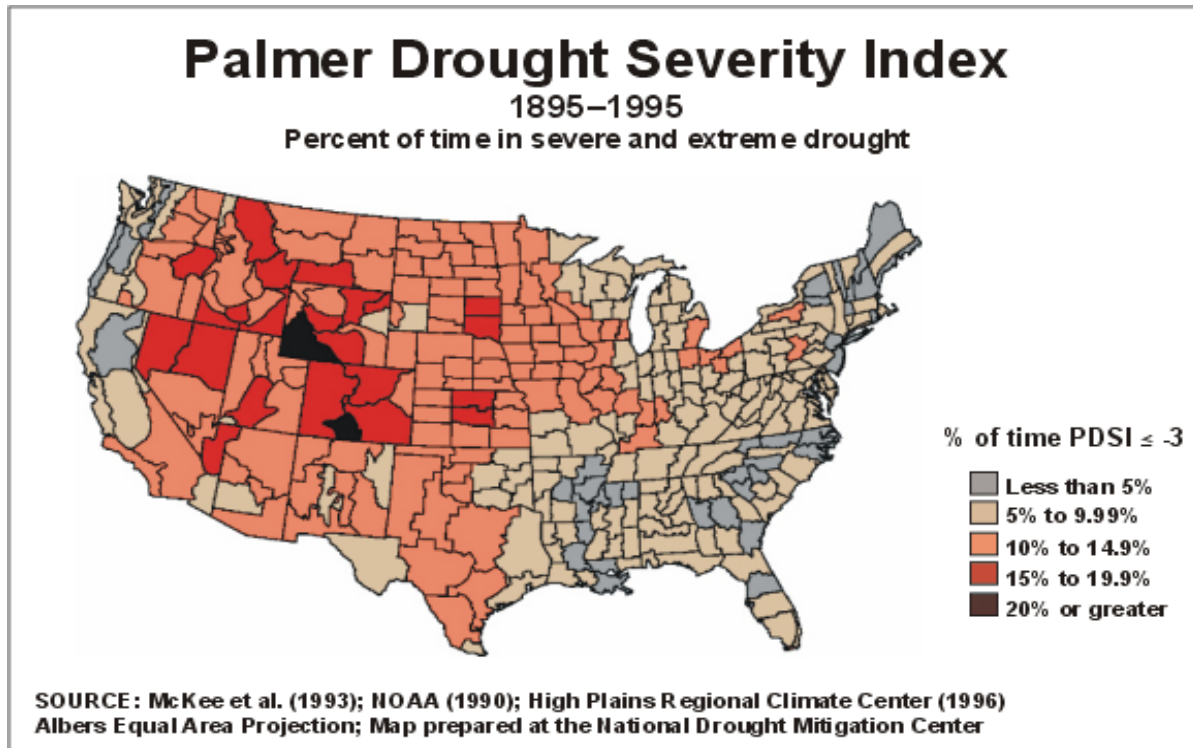 Palmer Drought Severity Index
1895–1995
Percent of time in severe and extreme drought
% of time PDSI ≤ -3
Less than 5%
5% to 9.99%
10% to 14.9%
15% to 19.9%
20% or greater
SOURCE: McKee et al. (1993); NOAA (1990); High Plains Regional Climate Center (1996)
Albers Equal Area Projection; Map prepared at the National Drought Mitigation Center